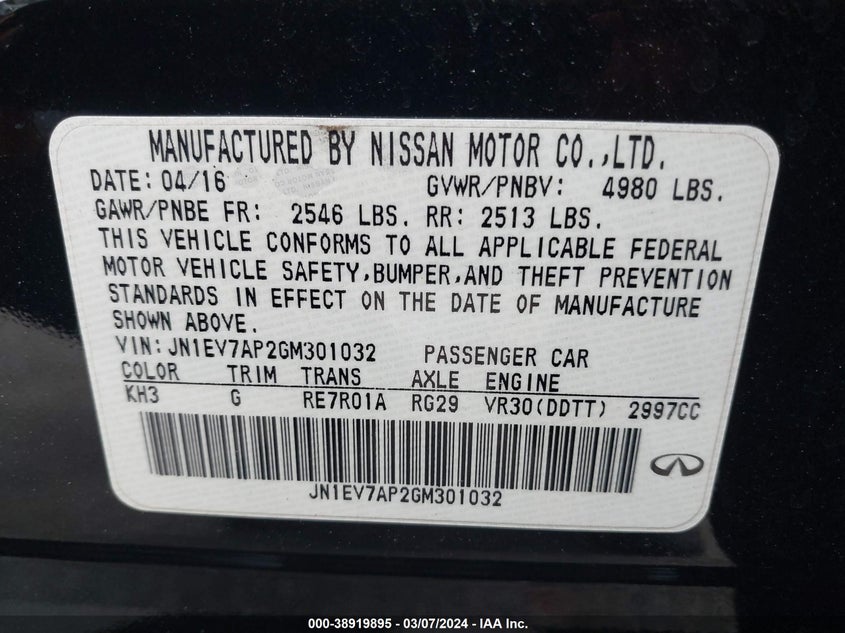 MANUFACTURED BY NISSAN MOTOR CO.,LTD.
DATE: 04/16 GVWR/PNBV: 4980 LBS.
GAWR/PNBE FR: 2546 LBS. RR: 2513 LBS.
THIS VEHICLE CONFORMS TO ALL APPLICABLE FEDERAL
MOTOR VEHICLE SAFETY,BUMPER,AND THEFT PREVENTION
STANDARDS IN EFFECT ON THE DATE OF MANUFACTURE
SHOWN ABOVE.
VIN:JN1EV7AP2GM301032 PASSENGER CAR
COLOR TRIM TRANS AXLE ENGINE
KH3 G RE7R01A RG29 VR30(DDTT) 2997CC
JN1EV7AP2GM301032
000-38919895 - 03/07/2024 - © IAA Inc.